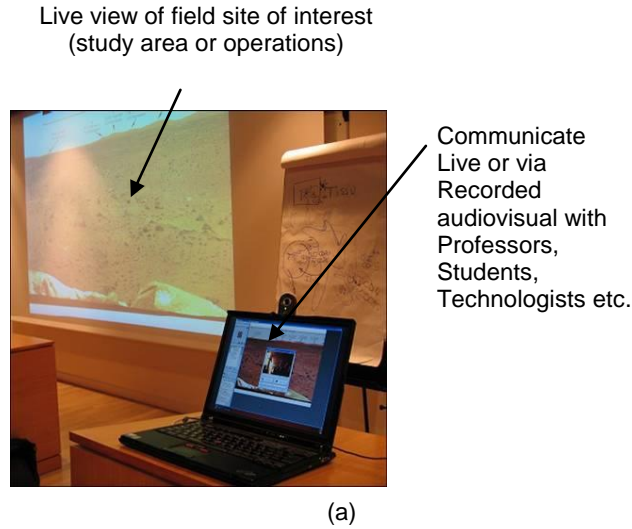 Live view of field site of interest
(study area or operations)
Communicate
Live or via
Recorded
audiovisual with
Professors,
Students,
Technologists etc.
(a)